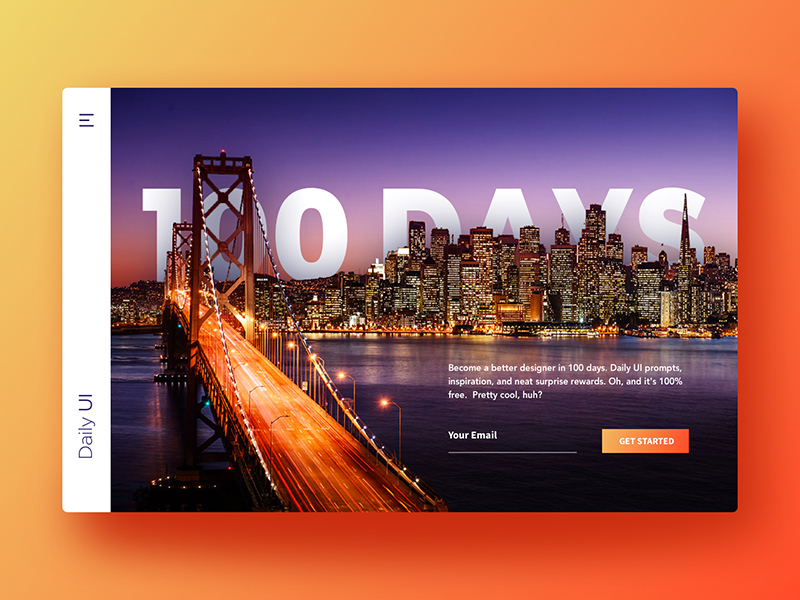 100 DAYS
Daily UI
Become a better designer in 100 days. Daily UI prompts,
inspiration, and neat surprise rewards. Oh, and it's 100%
free. Pretty cool, huh?
Your Email
GET STARTED